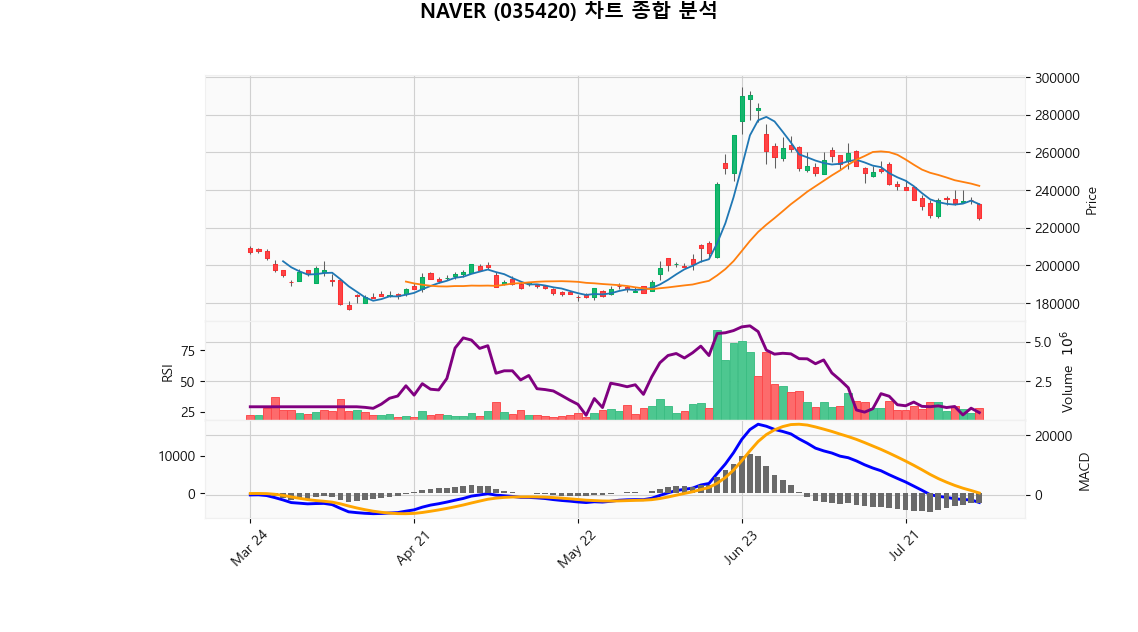 NAVER (035420) 차트 종합 분석
300000
280000
260000
240000
220000
200000
180000
Price
75
50
25
RSI
5.0
2.5
Volume 10^6
10000
0
20000
0
MACD
Mar 24
Apr 21
May 22
Jun 23
Jul 21